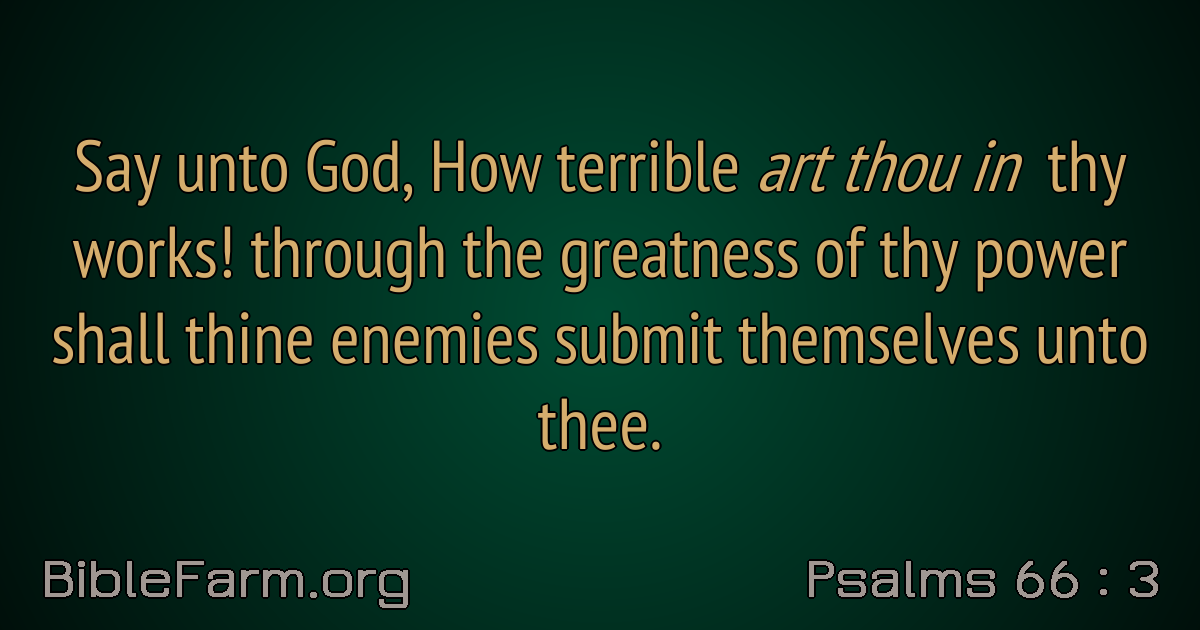 Say unto God, How terrible art thou in thy
works! through the greatness of thy power
shall thine enemies submit themselves unto
thee.
BibleFarm.org
Psalms 66 : 3